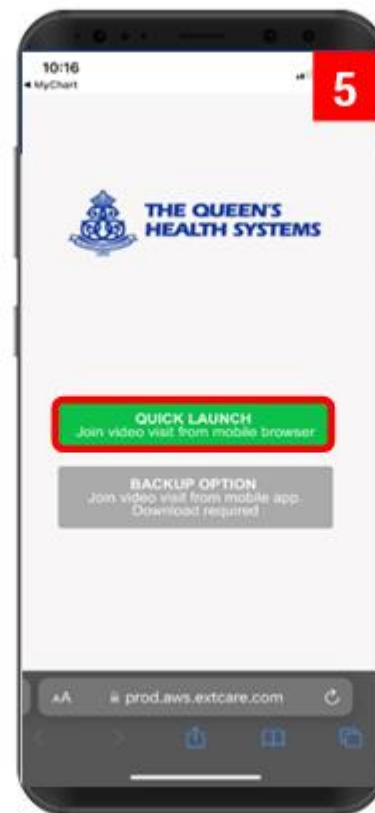 10:16
5
◀ MyChart
THE QUEEN'S
HEALTH SYSTEMS
QUICK LAUNCH
Join video visit from mobile browser
BACKUP OPTION
Join video visit from mobile app.
Download required
AA prod.aws.extcare.com